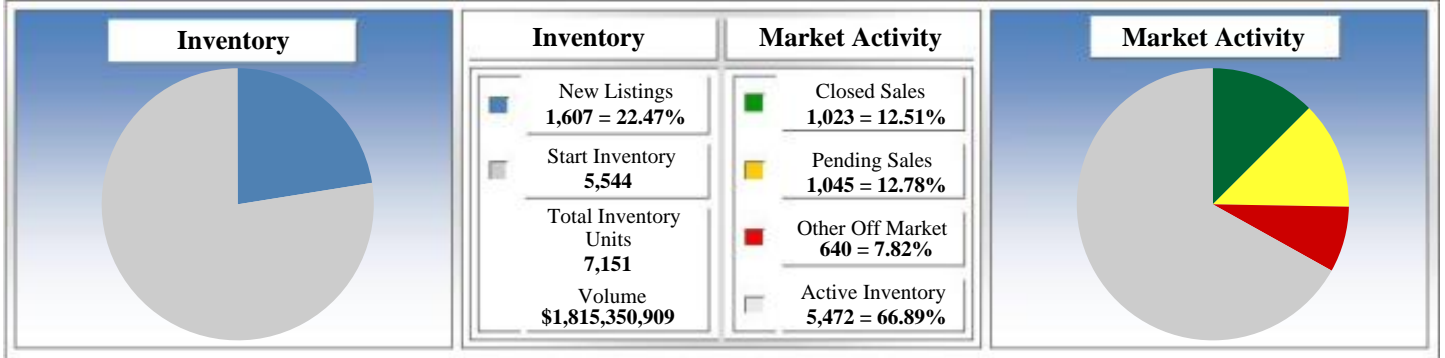 Inventory
Inventory
Market Activity
Market Activity
New Listings
1,607 = 22.47%
Start Inventory
5,544
Total Inventory
Units
7,151
Volume
$1,815,350,909
Closed Sales
1,023 = 12.51%
Pending Sales
1,045 = 12.78%
Other Off Market
640 = 7.82%
Active Inventory
5,472 = 66.89%